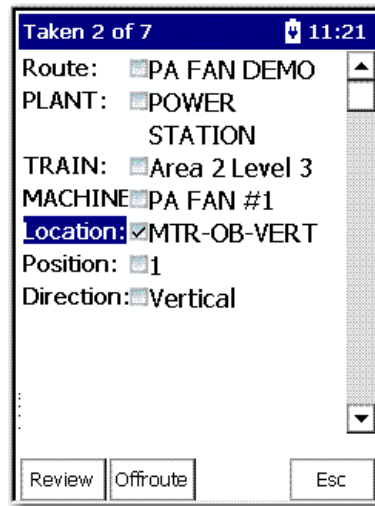 Taken 2 of 7 11:21
Route: PA FAN DEMO
PLANT: POWER
STATION
TRAIN: Area 2 Level 3
MACHINE PA FAN #1
Location: MTR-OB-VERT
Position: 1
Direction: Vertical
Review Offroute Esc